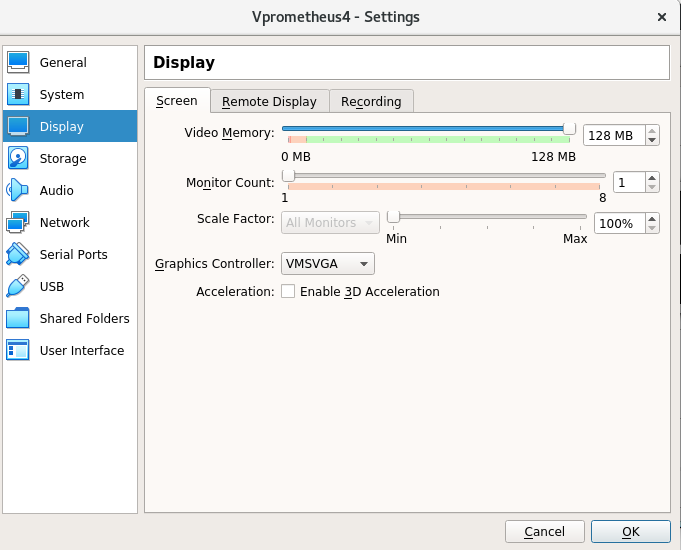 Vprometheus4 - Settings
General
System
Display
Storage
Audio
Network
Serial Ports
USB
Shared Folders
User Interface
Display
Screen Remote Display Recording
Video Memory: 128 MB
0 MB 128 MB
Monitor Count: 1
1 8
Scale Factor: All Monitors 100%
Min Max
Graphics Controller: VMSVGA
Acceleration: Enable 3D Acceleration
Cancel OK